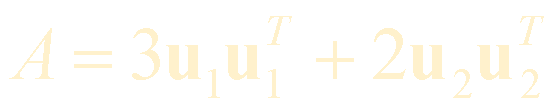 A = 3u₁u₁ᵀ + 2u₂u₂ᵀ